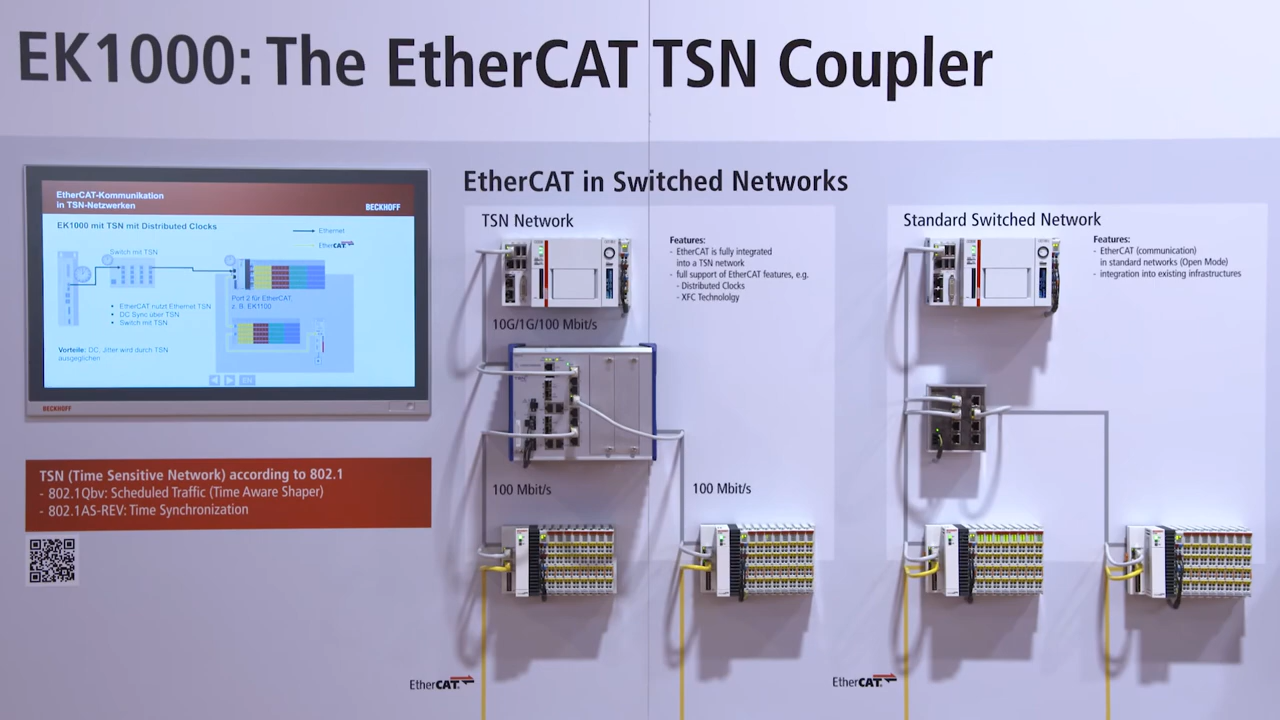 EK1000: The EtherCAT TSN Coupler
EtherCAT-Kommunikation
in TSN-Netzwerken
BECKHOFF
EK1000 mit TSN mit Distributed Clocks
Ethernet
EtherCAT
Switch mit TSN
Port 2 für EtherCAT,
z. B. EK1100
EtherCAT nutzt Ethernet TSN
DC Sync über TSN
Switch mit TSN
Vorteile: DC, Jitter wird durch TSN
ausgeglichen
EN
BECKHOFF
TSN (Time Sensitive Network) according to 802.1
- 802.1Qbv: Scheduled Traffic (Time Aware Shaper)
- 802.1AS-REV: Time Synchronization
EtherCAT in Switched Networks
TSN Network
Features:
- EtherCAT is fully integrated
into a TSN network
- full support of EtherCAT features, e.g.
- Distributed Clocks
- XFC Technololgy
10G/1G/100 Mbit/s
100 Mbit/s
100 Mbit/s
EtherCAT
Standard Switched Network
Features:
- EtherCAT (communication)
in standard networks (Open Mode)
- integration into existing infrastructures
EtherCAT